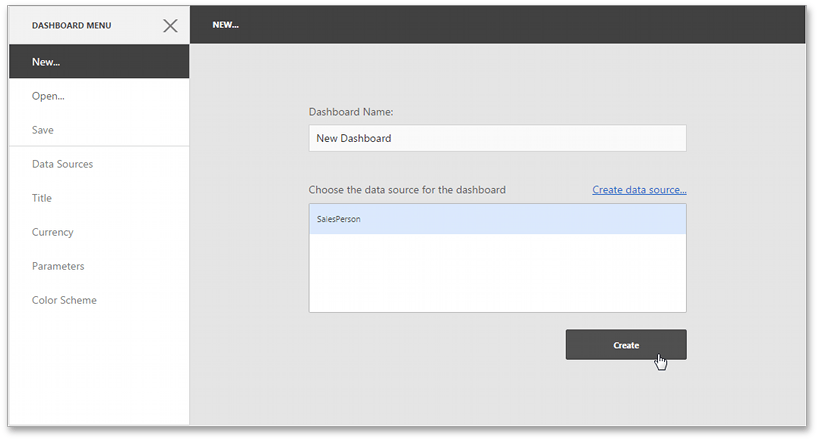 DASHBOARD MENU
New...
Open...
Save
Data Sources
Title
Currency
Parameters
Color Scheme
NEW...
Dashboard Name:
New Dashboard
Choose the data source for the dashboard Create data source...
SalesPerson
Create